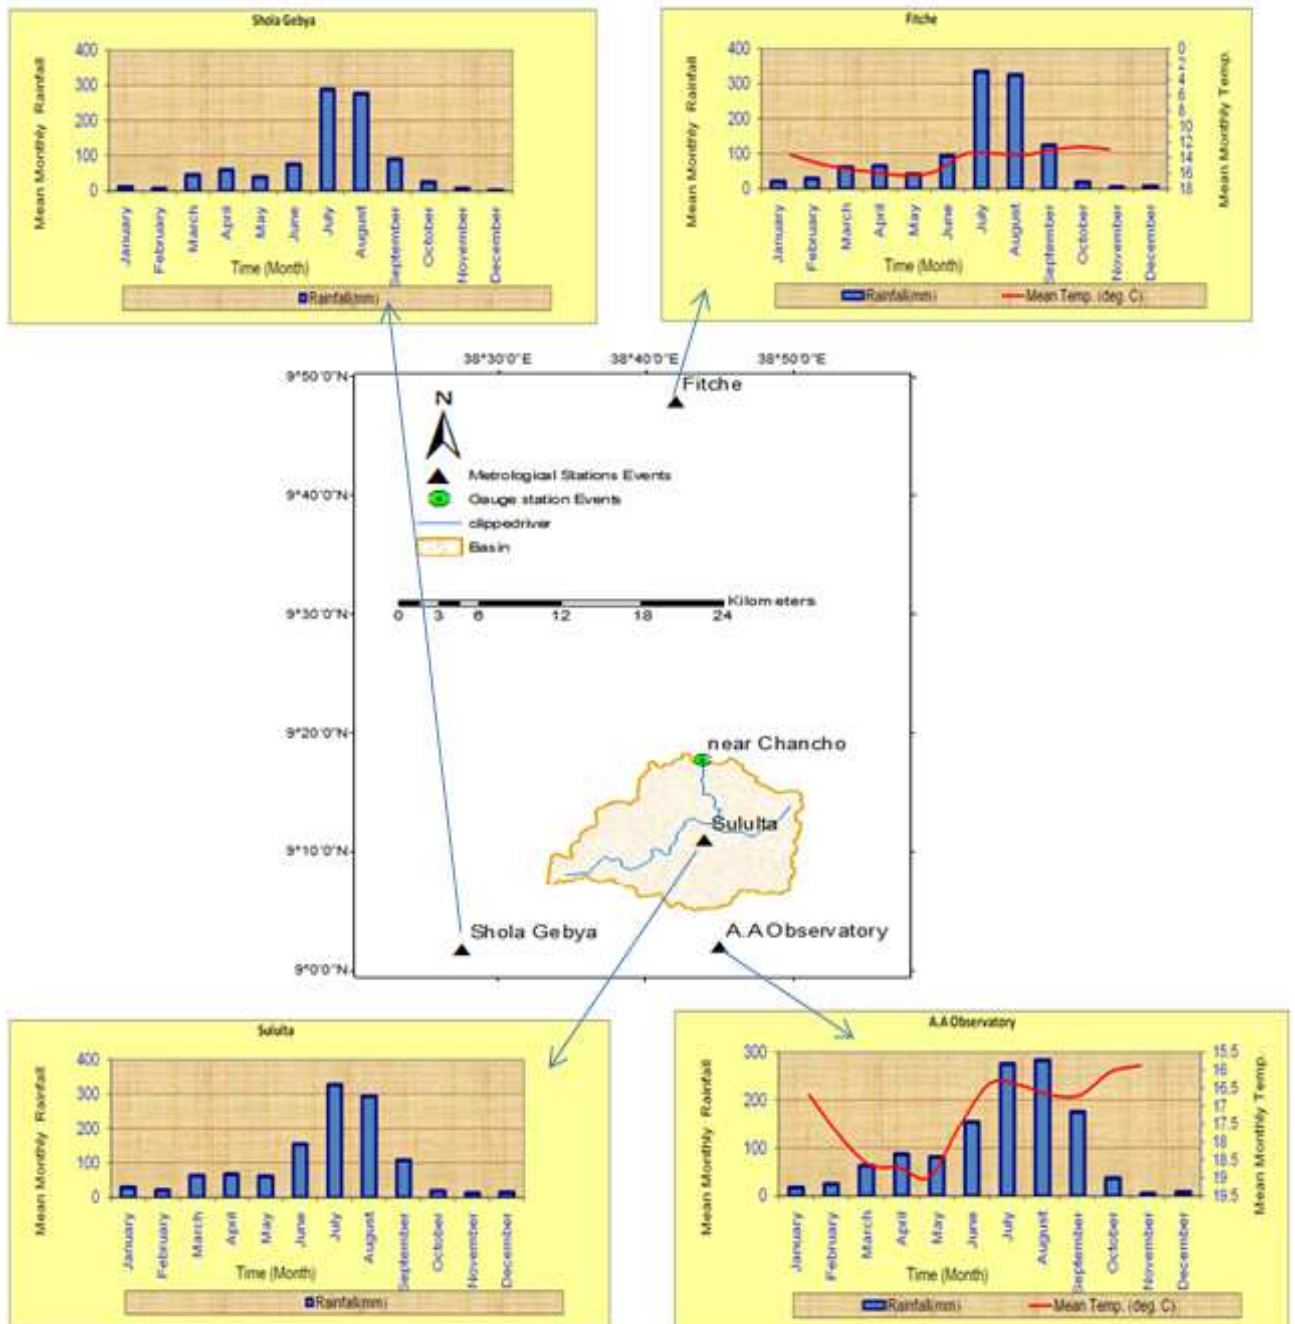 Shola Gebya
Mean Monthly Rainfall
400
300
200
100
0
January
February
March
April
May
June
July
August
September
October
November
December
Time (Month)
Rainfall(mm)
Fitche
Mean Monthly Rainfall
400
300
200
100
0
0
2
4
6
8
10
12
14
16
18
Mean Monthly Temp.
January
February
March
April
May
June
July
August
September
October
November
December
Time (Month)
Rainfall(mm) Mean Temp. (deg. C)
38°30'0"E 38°40'0"E 38°50'0"E
9°50'0"N
Fitche
N
Metrological Stations Events
9°40'0"N
Gauge station Events
clippedriver
Basin
Kilometers
0 3 6 12 18 24
9°30'0"N
9°20'0"N
near Chancho
Sululta
9°10'0"N
Shola Gebya
A.A Observatory
9°0'0"N
Sululta
Mean Monthly Rainfall
400
300
200
100
0
January
February
March
April
May
June
July
August
September
October
November
December
Time (Month)
Rainfall(mm)
A.A Observatory
Mean Monthly Rainfall
300
200
100
0
15.5
16
16.5
17
17.5
18
18.5
19
19.5
Mean Monthly Temp.
January
February
March
April
May
June
July
August
September
October
November
December
Time (Month)
Rainfall(mm) Mean Temp. (deg. C)